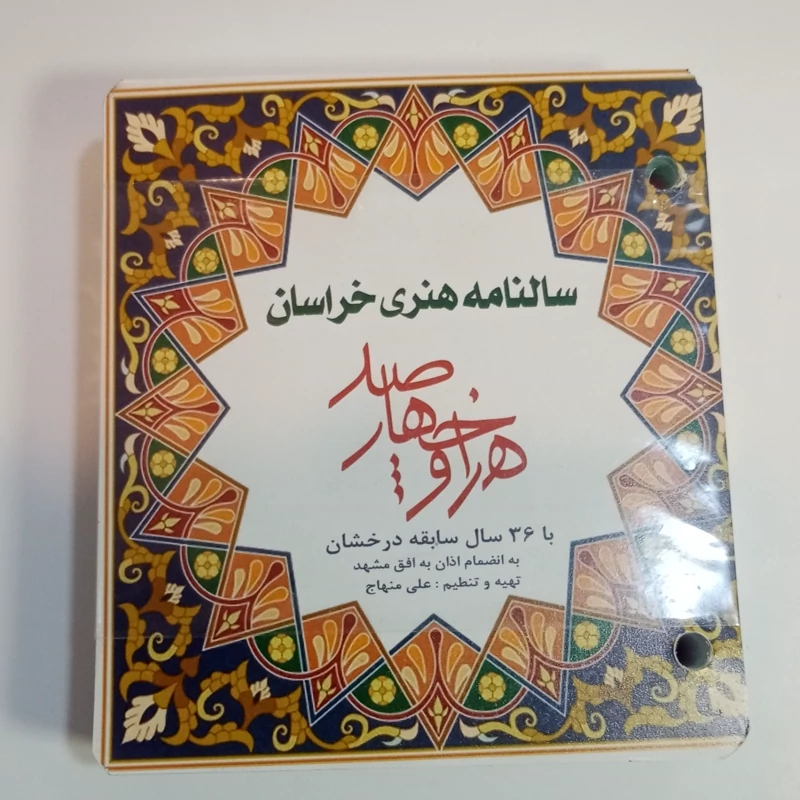 سالنامه هنری خراسان
هزار و چهارصد
با ۳۶ سال سابقه درخشان
به انضمام اذان به افق مشهد
تهیه و تنظیم : علی منهاج